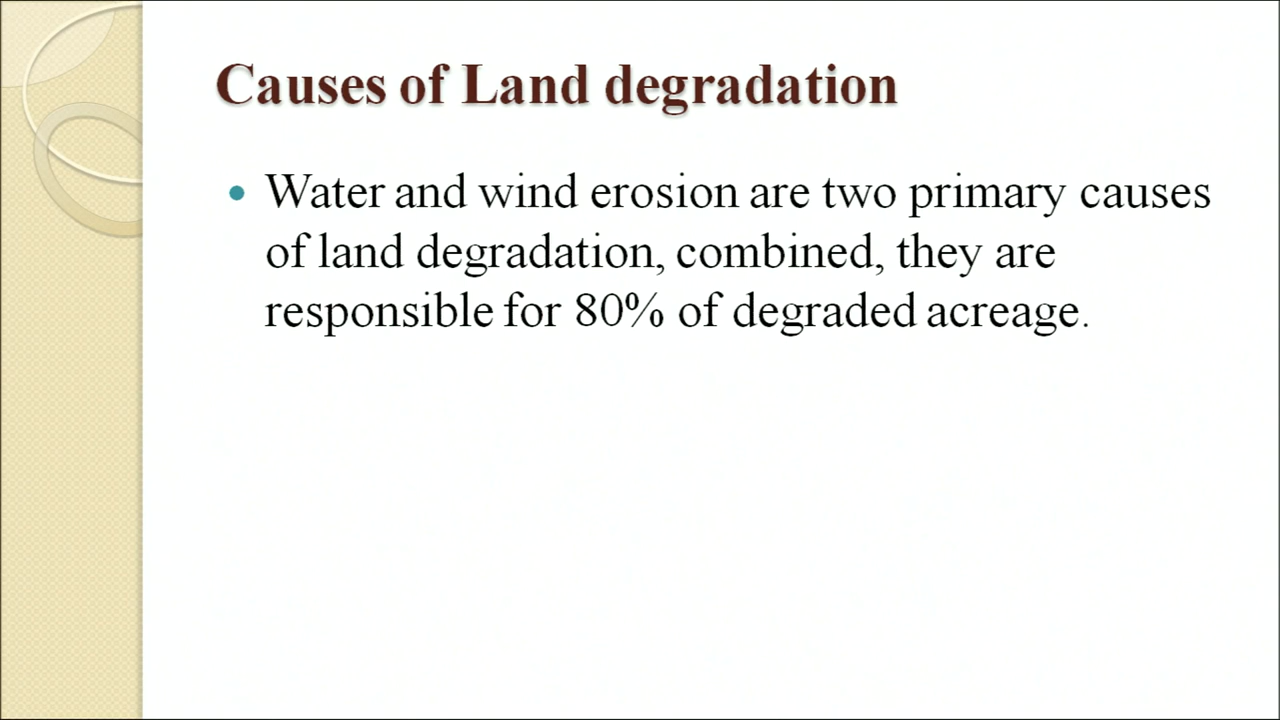 Causes of Land degradation
• Water and wind erosion are two primary causes
of land degradation, combined, they are
responsible for 80% of degraded acreage.